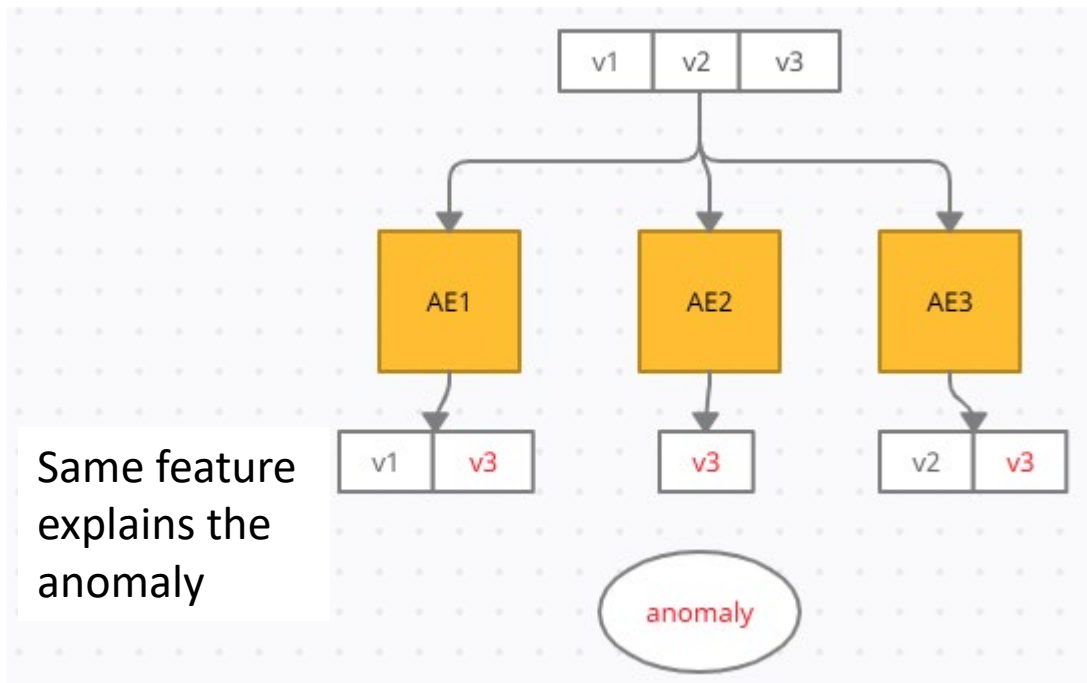 v1 v2 v3
AE1 AE2 AE3
v1 v3 v3 v2 v3
Same feature
explains the
anomaly
anomaly